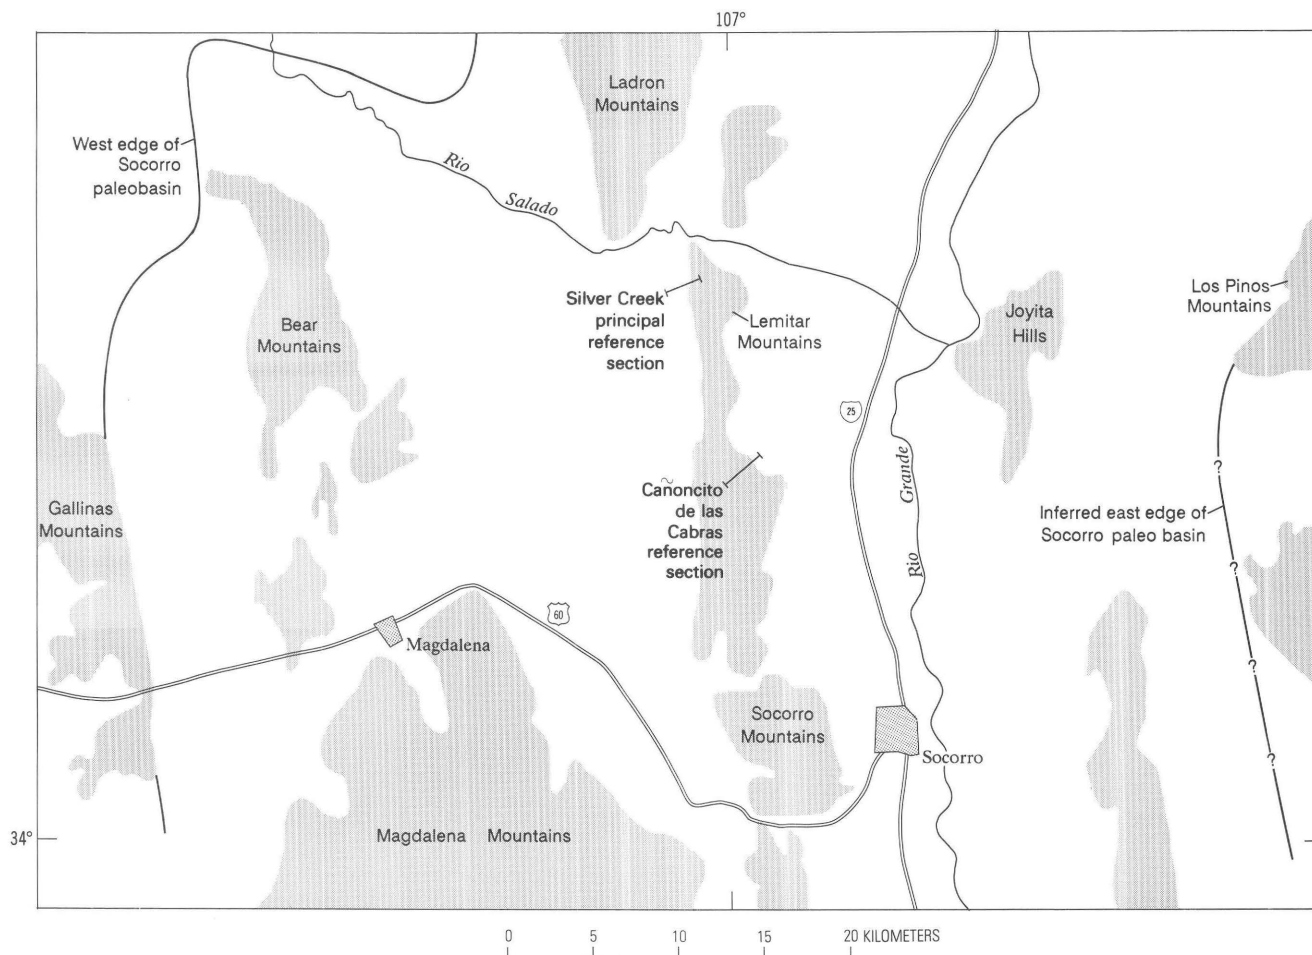 107°
Ladron
Mountains
West edge of
Socorro
paleobasin
Rio
Salado
Silver Creek
principal
reference
section
Lemitar
Mountains
Joyita
Hills
Los Pinos
Mountains
Bear
Mountains
25
Rio Grande
Gallinas
Mountains
Cañoncito
de las
Cabras
reference
section
Inferred east edge of
Socorro paleo basin
?
?
?
?
60
Magdalena
Socorro
Mountains
Socorro
Magdalena Mountains
34°
0 5 10 15 20 KILOMETERS